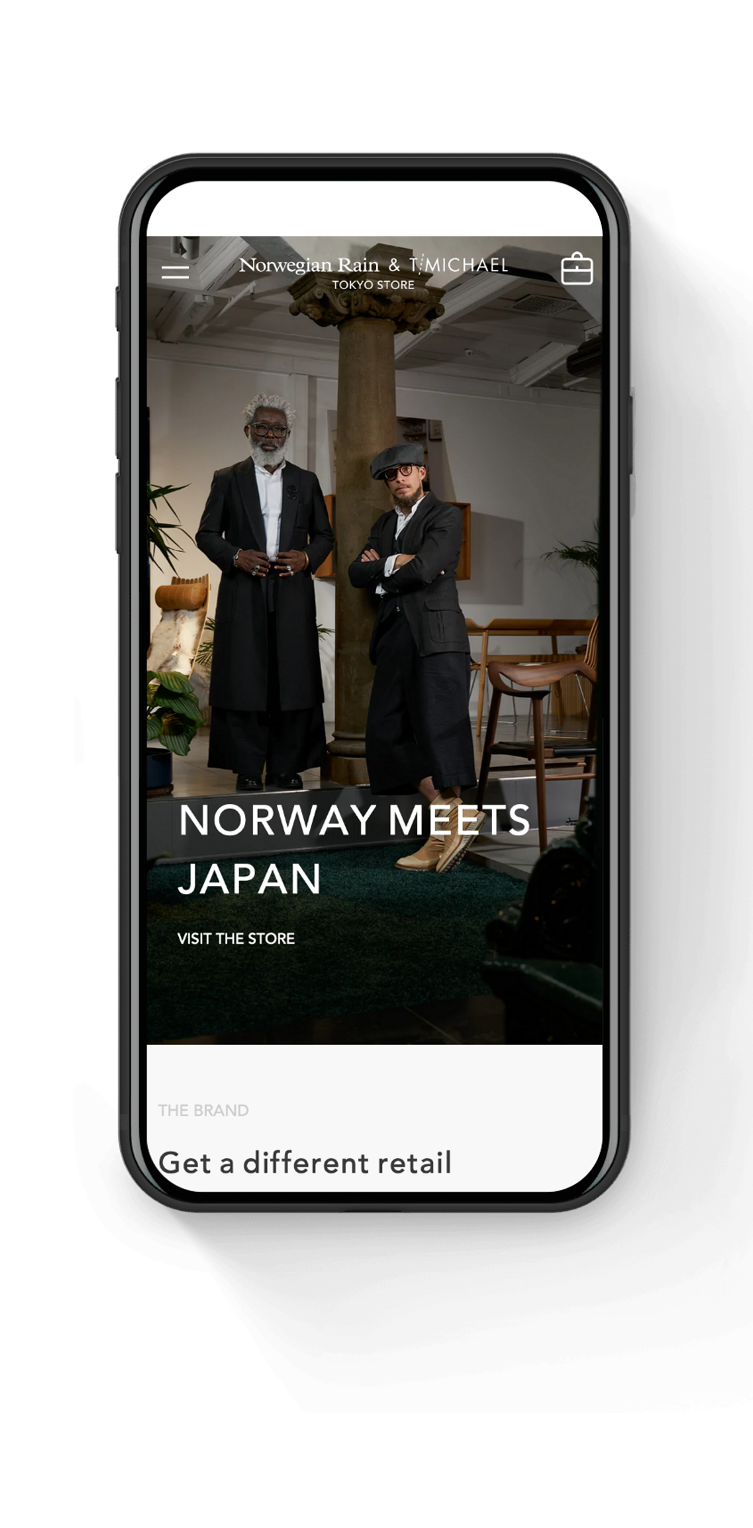 Norwegian Rain & T-MICHAEL
TOKYO STORE
NORWAY MEETS
JAPAN
VISIT THE STORE
THE BRAND
Get a different retail